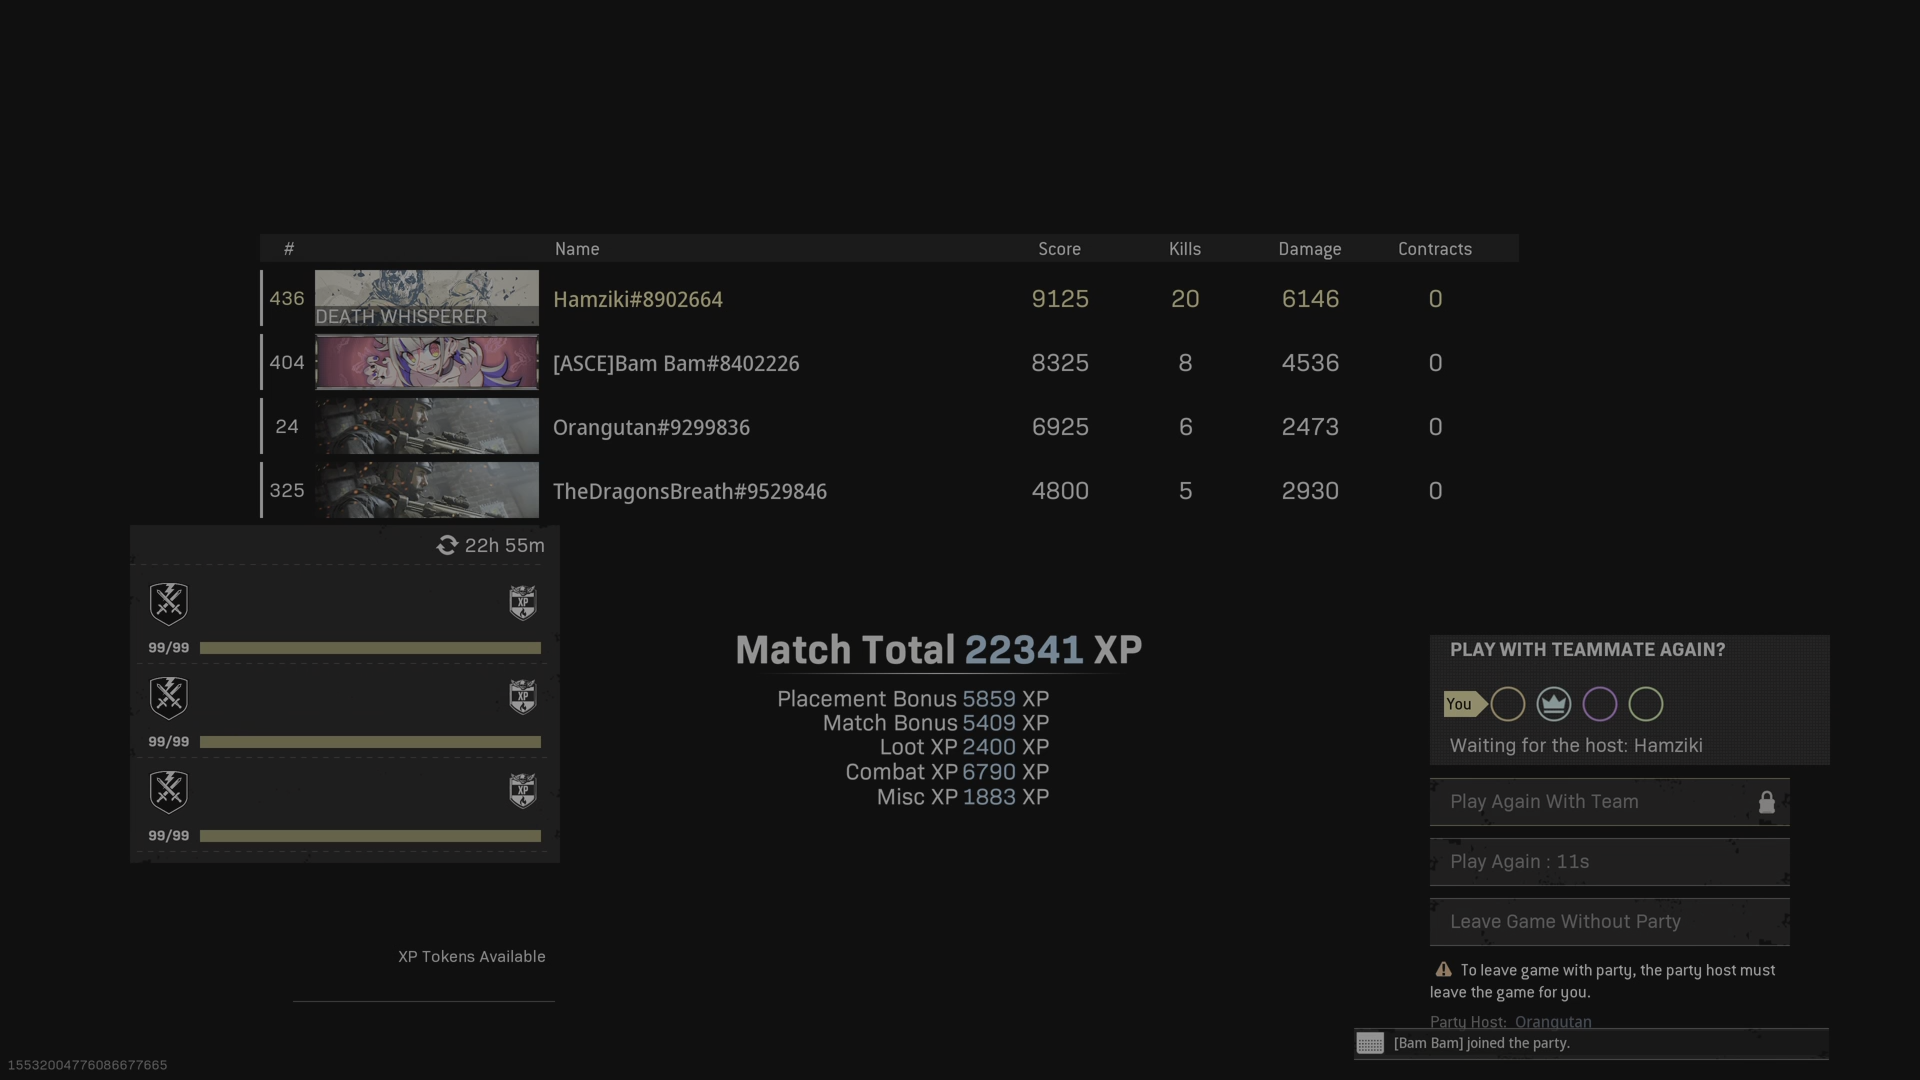 # Name Score Kills Damage Contracts
436 DEATH WHISPERER Hamziki#8902664 9125 20 6146 0
404 [ASCE]Bam Bam#8402226 8325 8 4536 0
24 Orangutan#9299836 6925 6 2473 0
325 TheDragonsBreath#9529846 4800 5 2930 0
22h 55m
XP
99/99
XP
99/99
XP
99/99
XP Tokens Available
Match Total 22341 XP
Placement Bonus 5859 XP
Match Bonus 5409 XP
Loot XP 2400 XP
Combat XP 6790 XP
Misc XP 1883 XP
PLAY WITH TEAMMATE AGAIN?
You
Waiting for the host: Hamziki
Play Again With Team
Play Again : 11s
Leave Game Without Party
To leave game with party, the party host must
leave the game for you.
Party Host: Orangutan
[Bam Bam] joined the party.
15532004776086677665